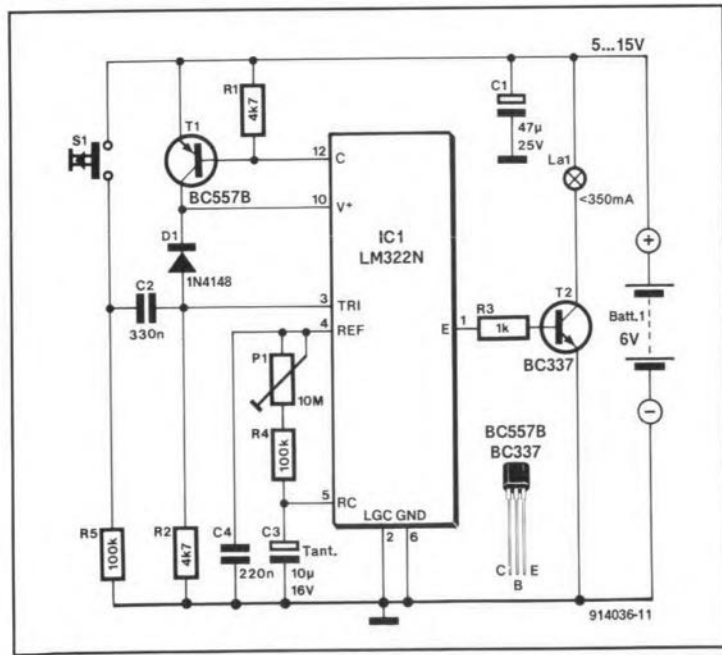 5...15V
C1
47µ
25V
R1
4k7
T1
S1
BC557B
12
C
La1
<350mA
10
V+
IC1
LM322N
D1
1N4148
C2
330n
3
TRI
4
REF
E
1
R3
1k
T2
BC337
Batt.1
6V
+
−
P1
10M
R4
100k
5
RC
BC557B
BC337
C
B
E
LGC
GND
2
6
R5
100k
R2
4k7
C4
220n
C3
Tant.
10µ
16V
914036-11